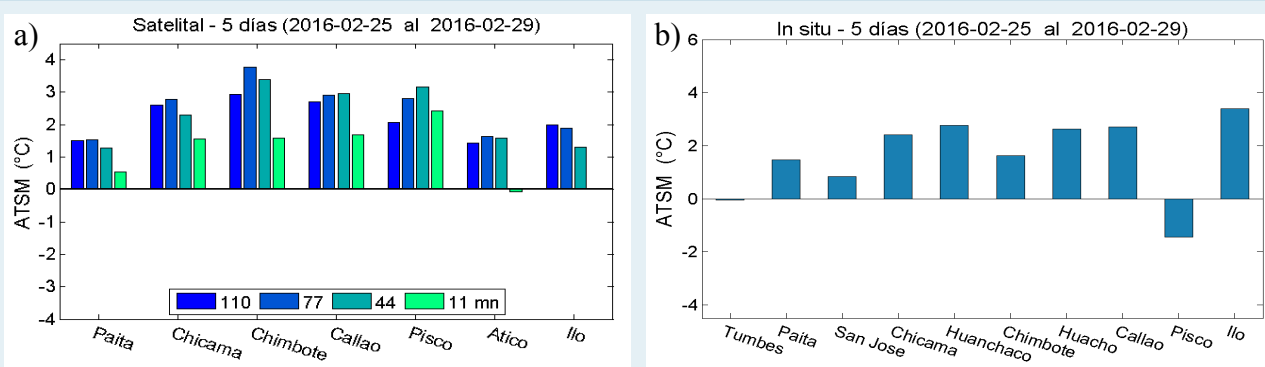 a)
Satelital - 5 días (2016-02-25 al 2016-02-29)
ATSM (°C)
4
3
2
1
0
-1
-2
-3
-4
110 77 44 11 mn
Paita Chicama Chimbote Callao Pisco Atico Ilo
b)
In situ - 5 días (2016-02-25 al 2016-02-29)
ATSM (°C)
6
4
2
0
-2
-4
Tumbes Paita San Jose Chicama Huanchaco Chimbote Huacho Callao Pisco Ilo